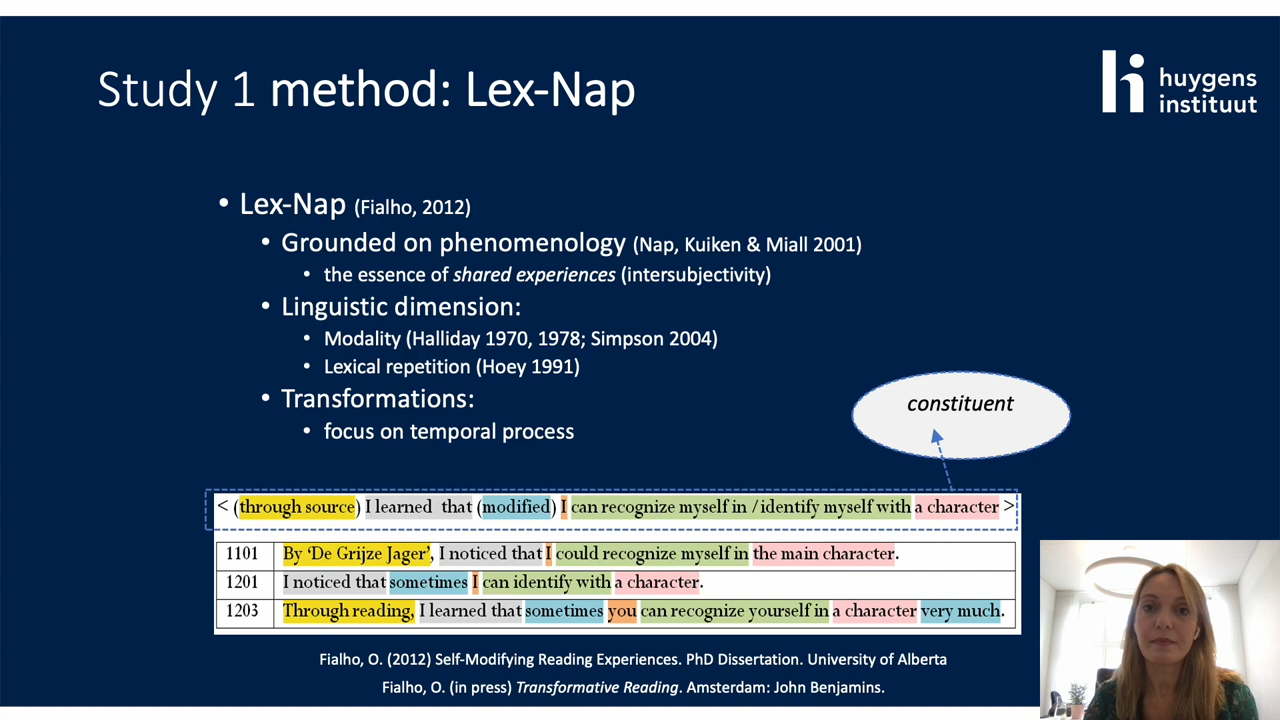 Study 1 method: Lex-Nap
huygens
instituut
• Lex-Nap (Fialho, 2012)
• Grounded on phenomenology (Nap, Kuiken & Miall 2001)
• the essence of shared experiences (intersubjectivity)
• Linguistic dimension:
• Modality (Halliday 1970, 1978; Simpson 2004)
• Lexical repetition (Hoey 1991)
• Transformations:
• focus on temporal process
constituent
< (through source) I learned that (modified) I can recognize myself in / identify myself with a character >
1101 By ‘De Grijze Jager’, I noticed that I could recognize myself in the main character.
1201 I noticed that sometimes I can identify with a character.
1203 Through reading, I learned that sometimes you can recognize yourself in a character very much.
Fialho, O. (2012) Self-Modifying Reading Experiences. PhD Dissertation. University of Alberta
Fialho, O. (in press) Transformative Reading. Amsterdam: John Benjamins.